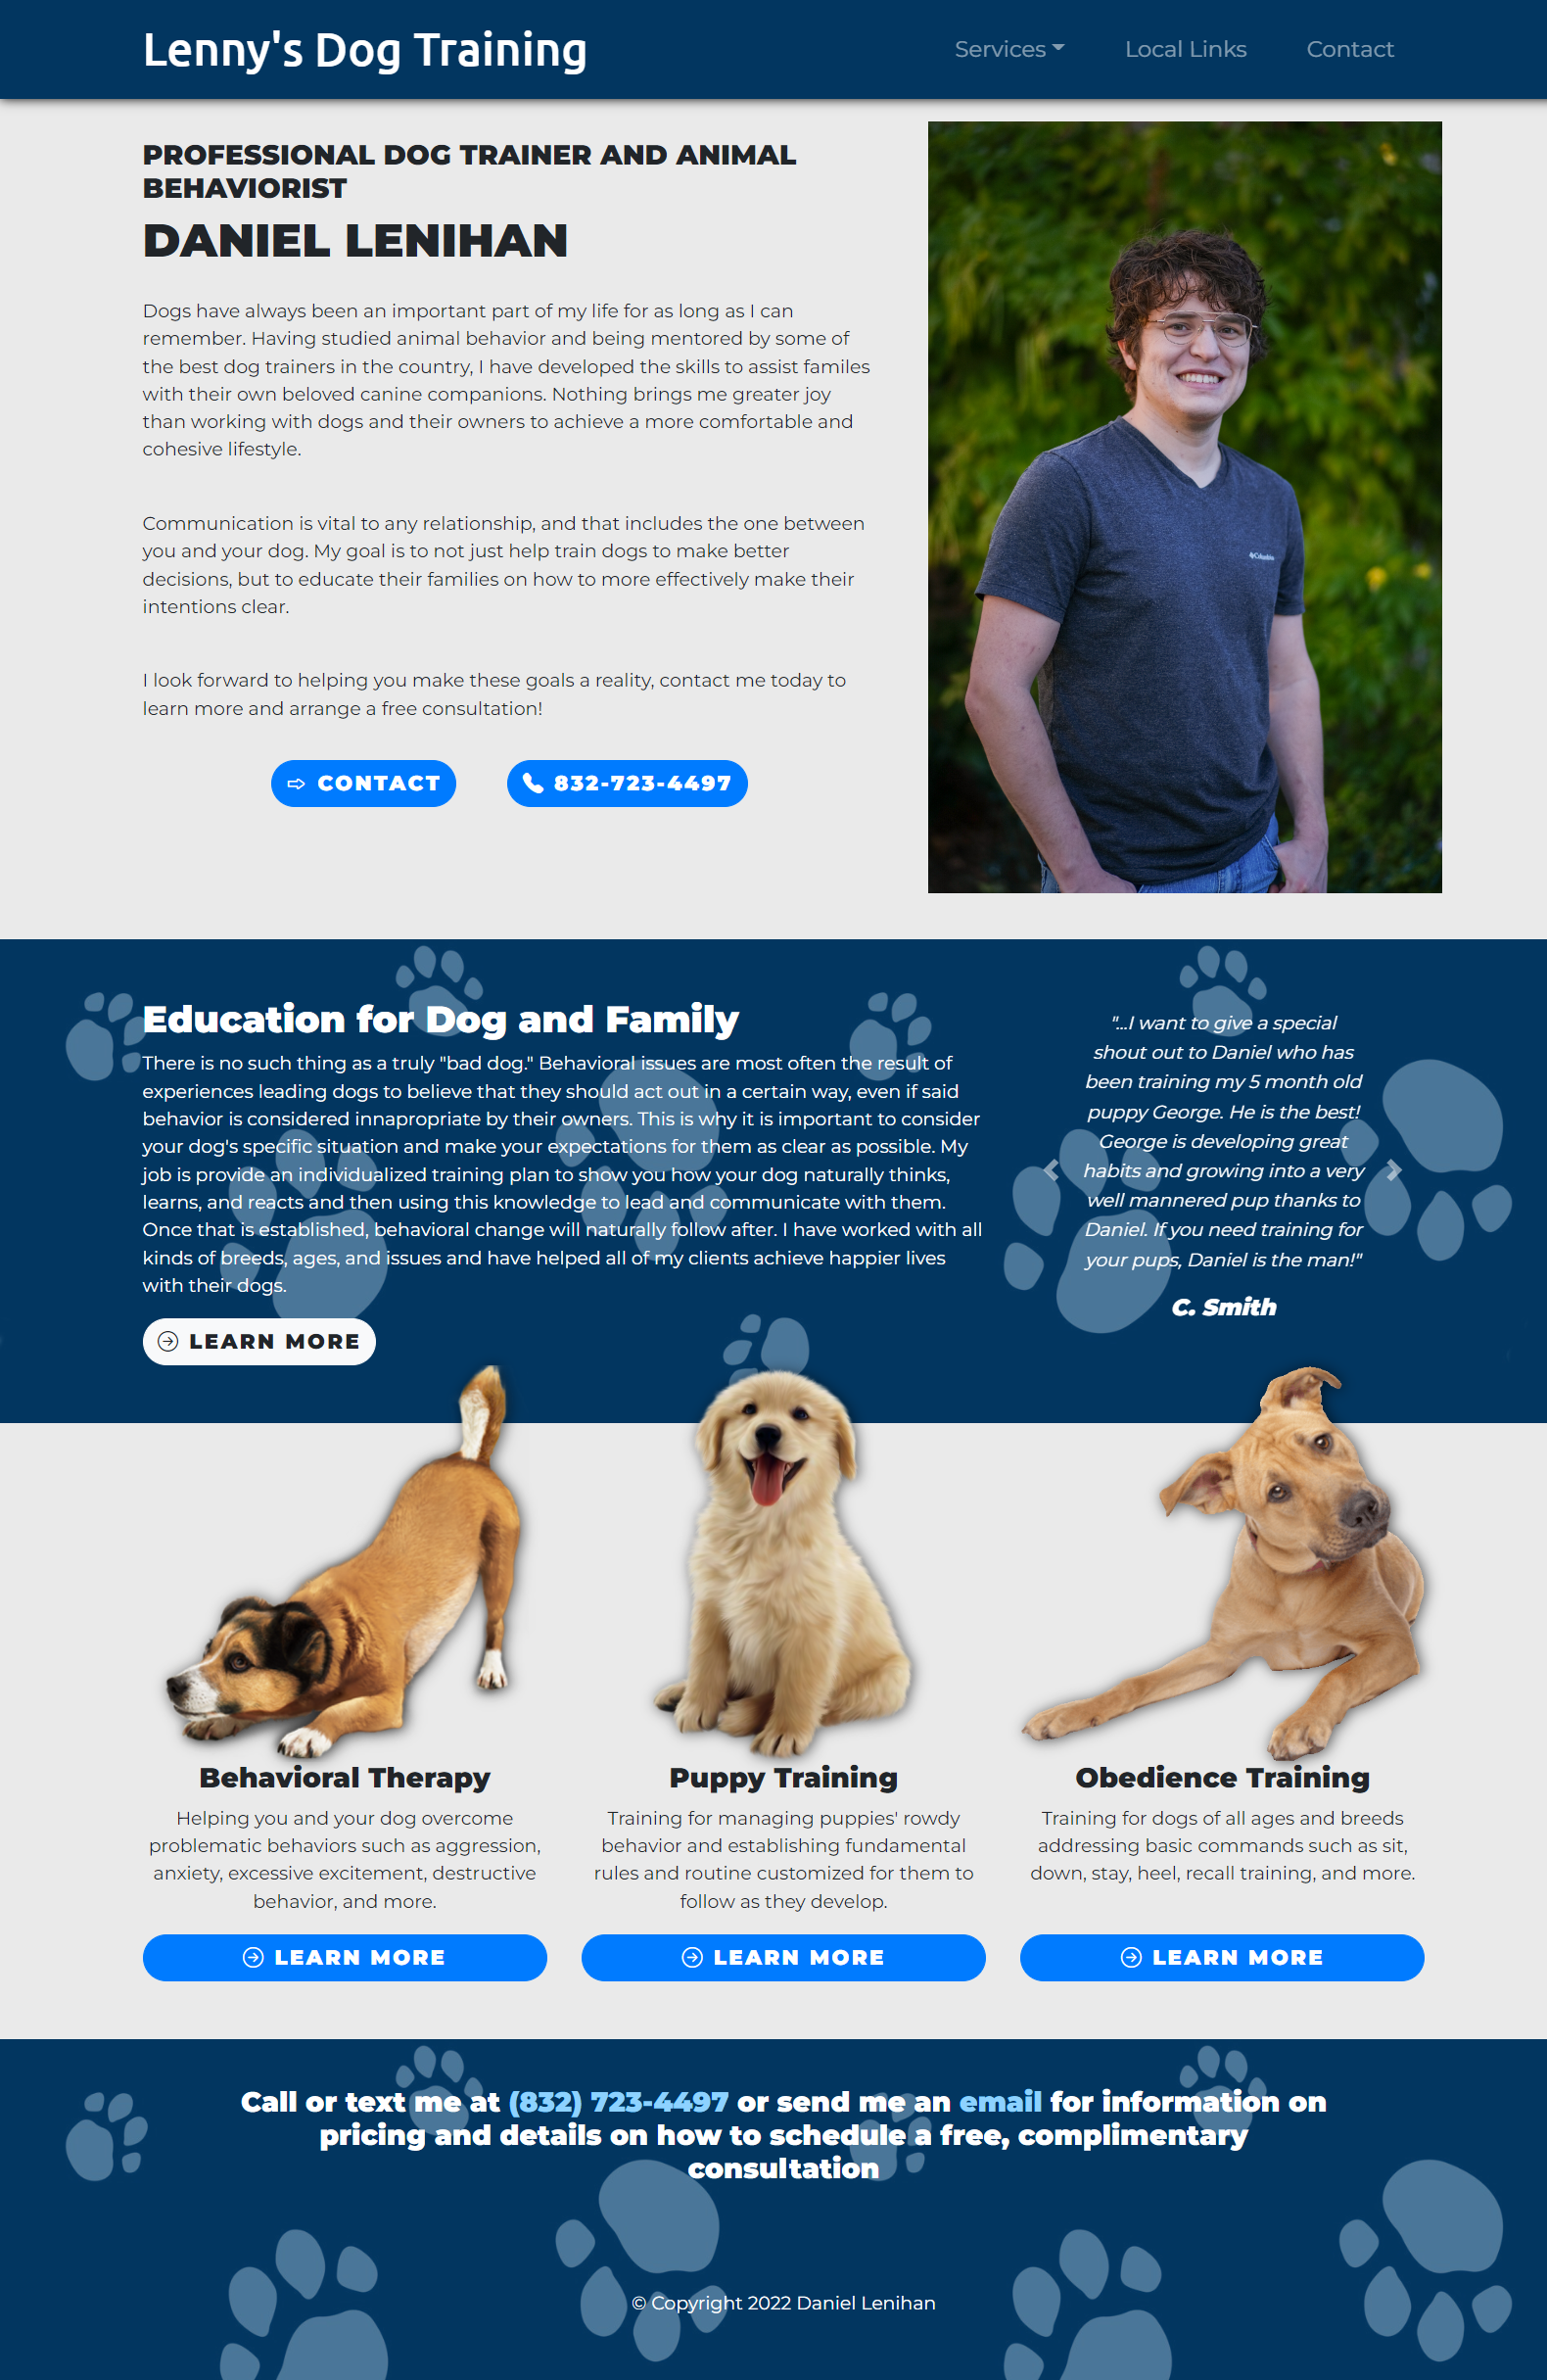 Lenny's Dog Training
Services
Local Links
Contact
PROFESSIONAL DOG TRAINER AND ANIMAL
BEHAVIORIST
DANIEL LENIHAN
Dogs have always been an important part of my life for as long as I can
remember. Having studied animal behavior and being mentored by some of
the best dog trainers in the country, I have developed the skills to assist familes
with their own beloved canine companions. Nothing brings me greater joy
than working with dogs and their owners to achieve a more comfortable and
cohesive lifestyle.
Communication is vital to any relationship, and that includes the one between
you and your dog. My goal is to not just help train dogs to make better
decisions, but to educate their families on how to more effectively make their
intentions clear.
I look forward to helping you make these goals a reality, contact me today to
learn more and arrange a free consultation!
CONTACT
832-723-4497
Columbia
Education for Dog and Family
There is no such thing as a truly "bad dog." Behavioral issues are most often the result of
experiences leading dogs to believe that they should act out in a certain way, even if said
behavior is considered innapropriate by their owners. This is why it is important to consider
your dog's specific situation and make your expectations for them as clear as possible. My
job is provide an individualized training plan to show you how your dog naturally thinks,
learns, and reacts and then using this knowledge to lead and communicate with them.
Once that is established, behavioral change will naturally follow after. I have worked with all
kinds of breeds, ages, and issues and have helped all of my clients achieve happier lives
with their dogs.
LEARN MORE
"...I want to give a special
shout out to Daniel who has
been training my 5 month old
puppy George. He is the best!
George is developing great
habits and growing into a very
well mannered pup thanks to
Daniel. If you need training for
your pups, Daniel is the man!"
C. Smith
Behavioral Therapy
Helping you and your dog overcome
problematic behaviors such as aggression,
anxiety, excessive excitement, destructive
behavior, and more.
LEARN MORE
Puppy Training
Training for managing puppies' rowdy
behavior and establishing fundamental
rules and routine customized for them to
follow as they develop.
LEARN MORE
Obedience Training
Training for dogs of all ages and breeds
addressing basic commands such as sit,
down, stay, heel, recall training, and more.
LEARN MORE
Call or text me at (832) 723-4497 or send me an email for information on
pricing and details on how to schedule a free, complimentary
consultation
© Copyright 2022 Daniel Lenihan